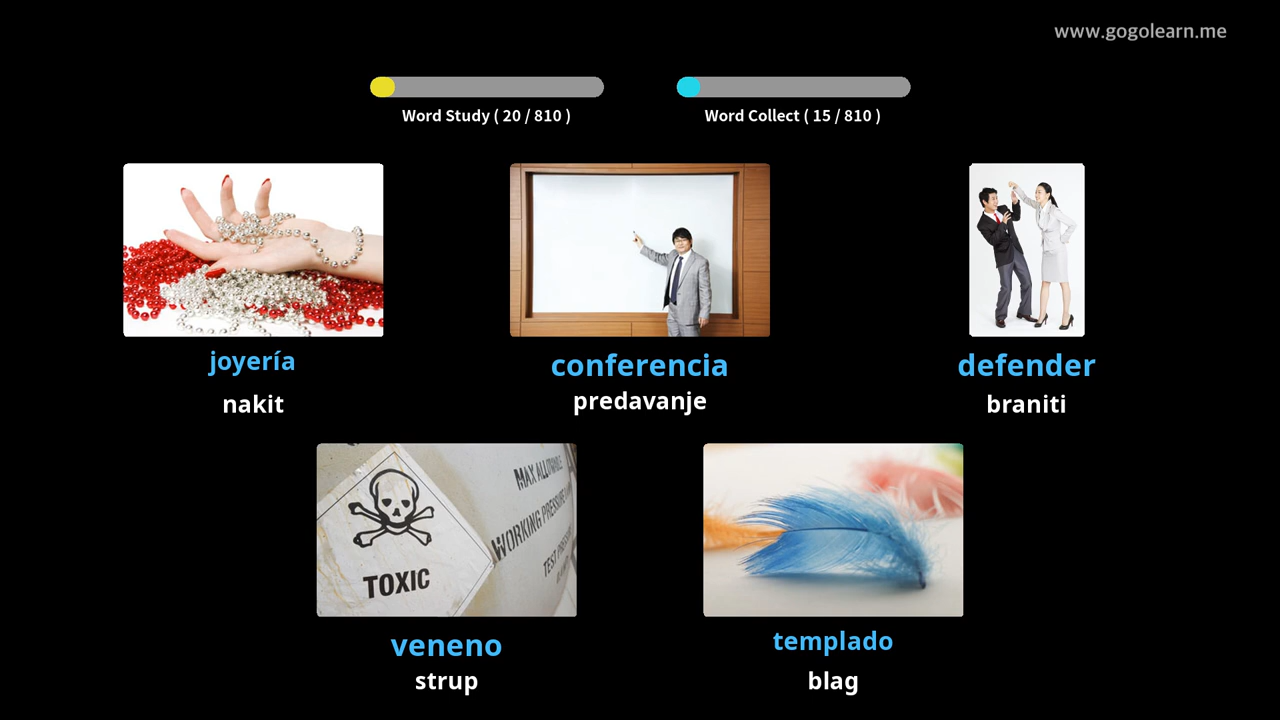 www.gogolearn.me
Word Study ( 20 / 810 )
Word Collect ( 15 / 810 )
joyería
nakit
conferencia
predavanje
defender
braniti
TOXIC
MAX ALLOWABLE
WORKING PRESSURE
veneno
strup
templado
blag